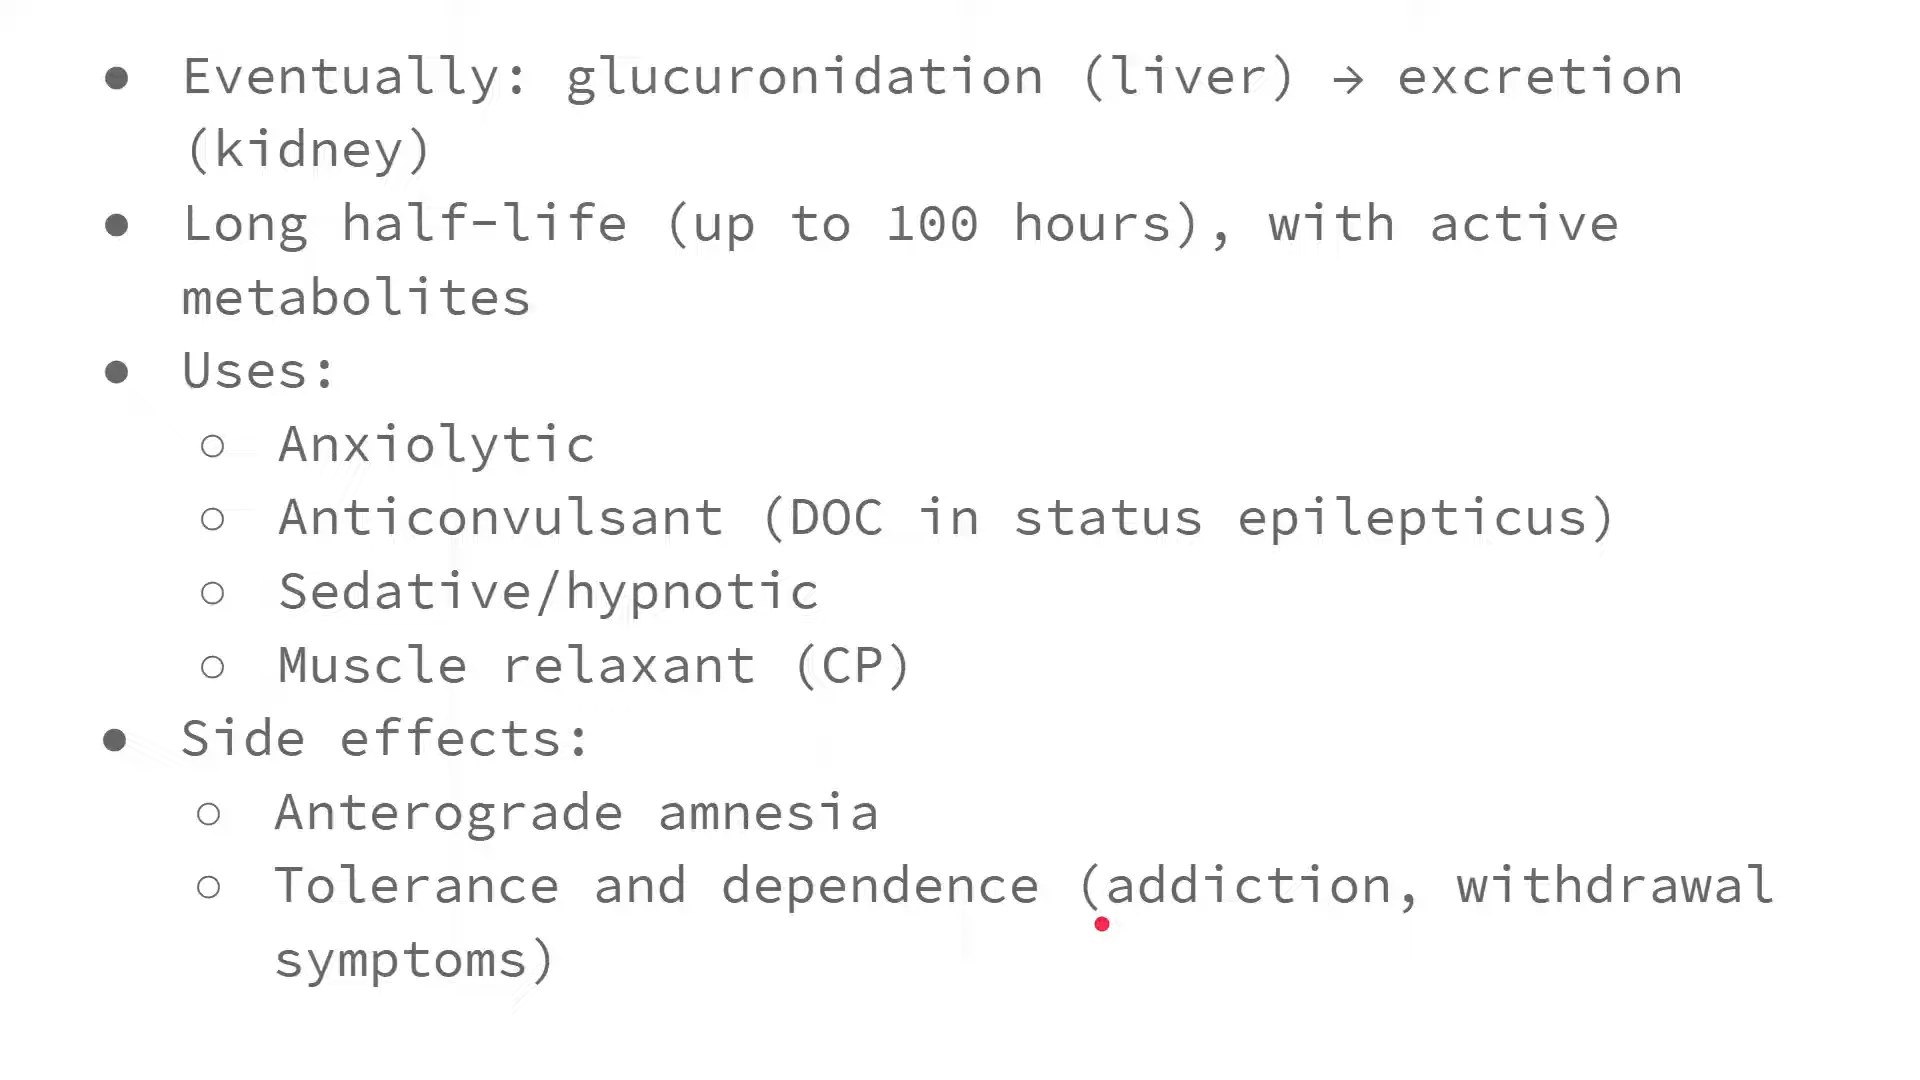 ● Eventually: glucuronidation (liver) → excretion
(kidney)
● Long half-life (up to 100 hours), with active
metabolites
● Uses:
○ Anxiolytic
○ Anticonvulsant (DOC in status epilepticus)
○ Sedative/hypnotic
○ Muscle relaxant (CP)
● Side effects:
○ Anterograde amnesia
○ Tolerance and dependence (addiction, withdrawal
symptoms)